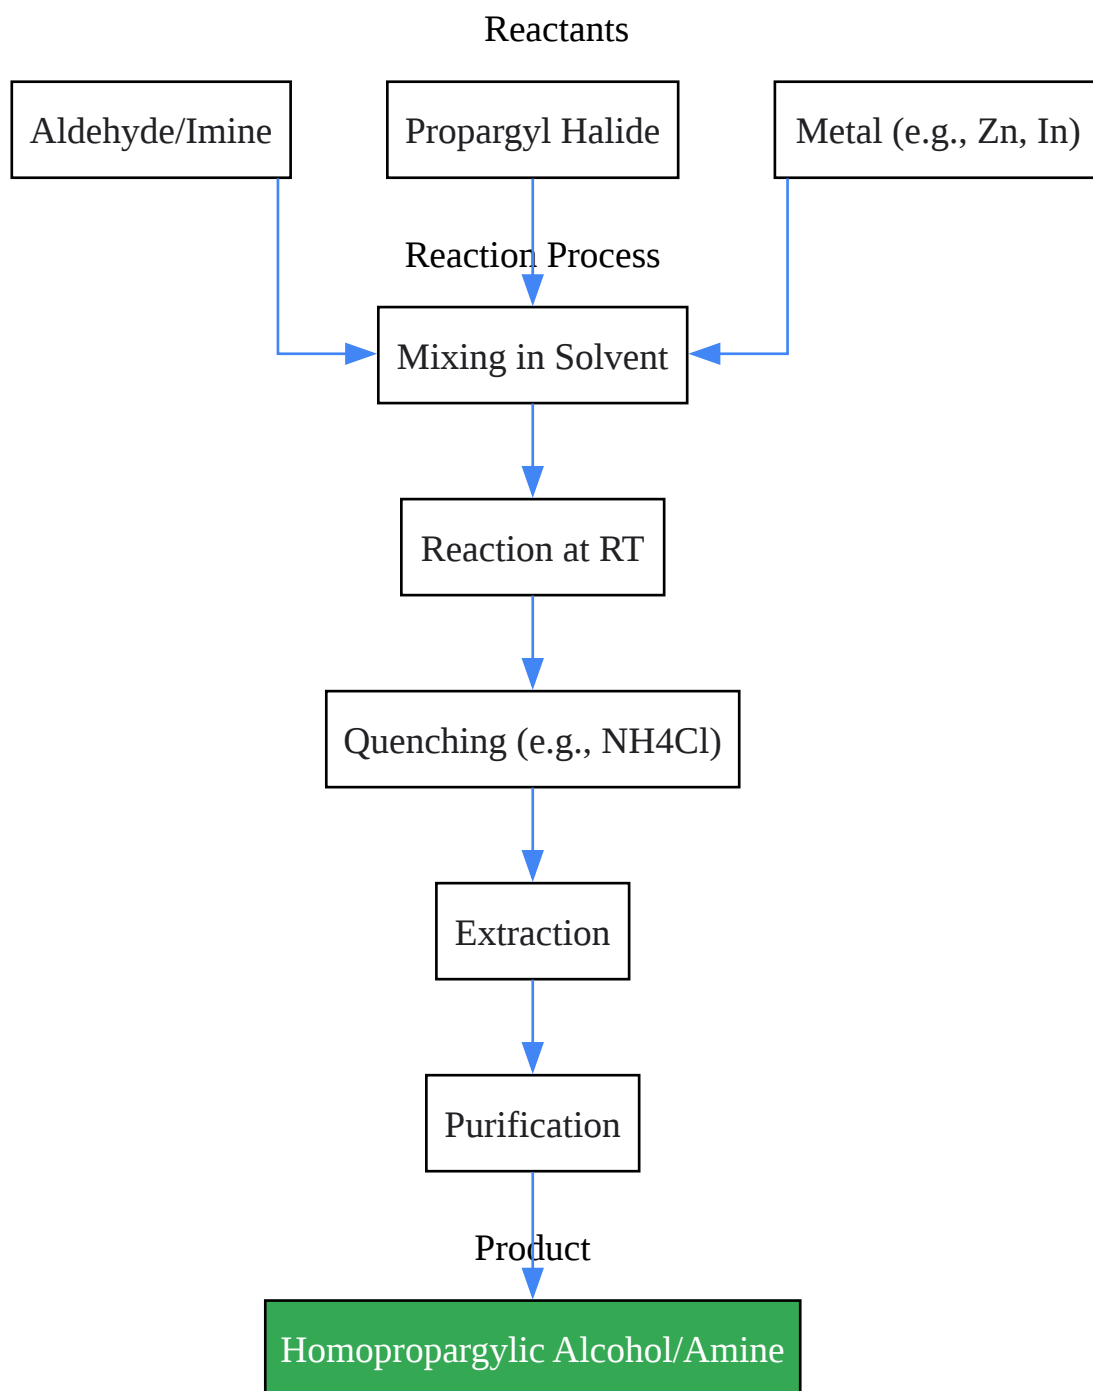 Reactants
Aldehyde/Imine
Propargyl Halide
Metal (e.g., Zn, In)
Reaction Process
Mixing in Solvent
Reaction at RT
Quenching (e.g., NH4Cl)
Extraction
Purification
Product
Homopropargylic Alcohol/Amine